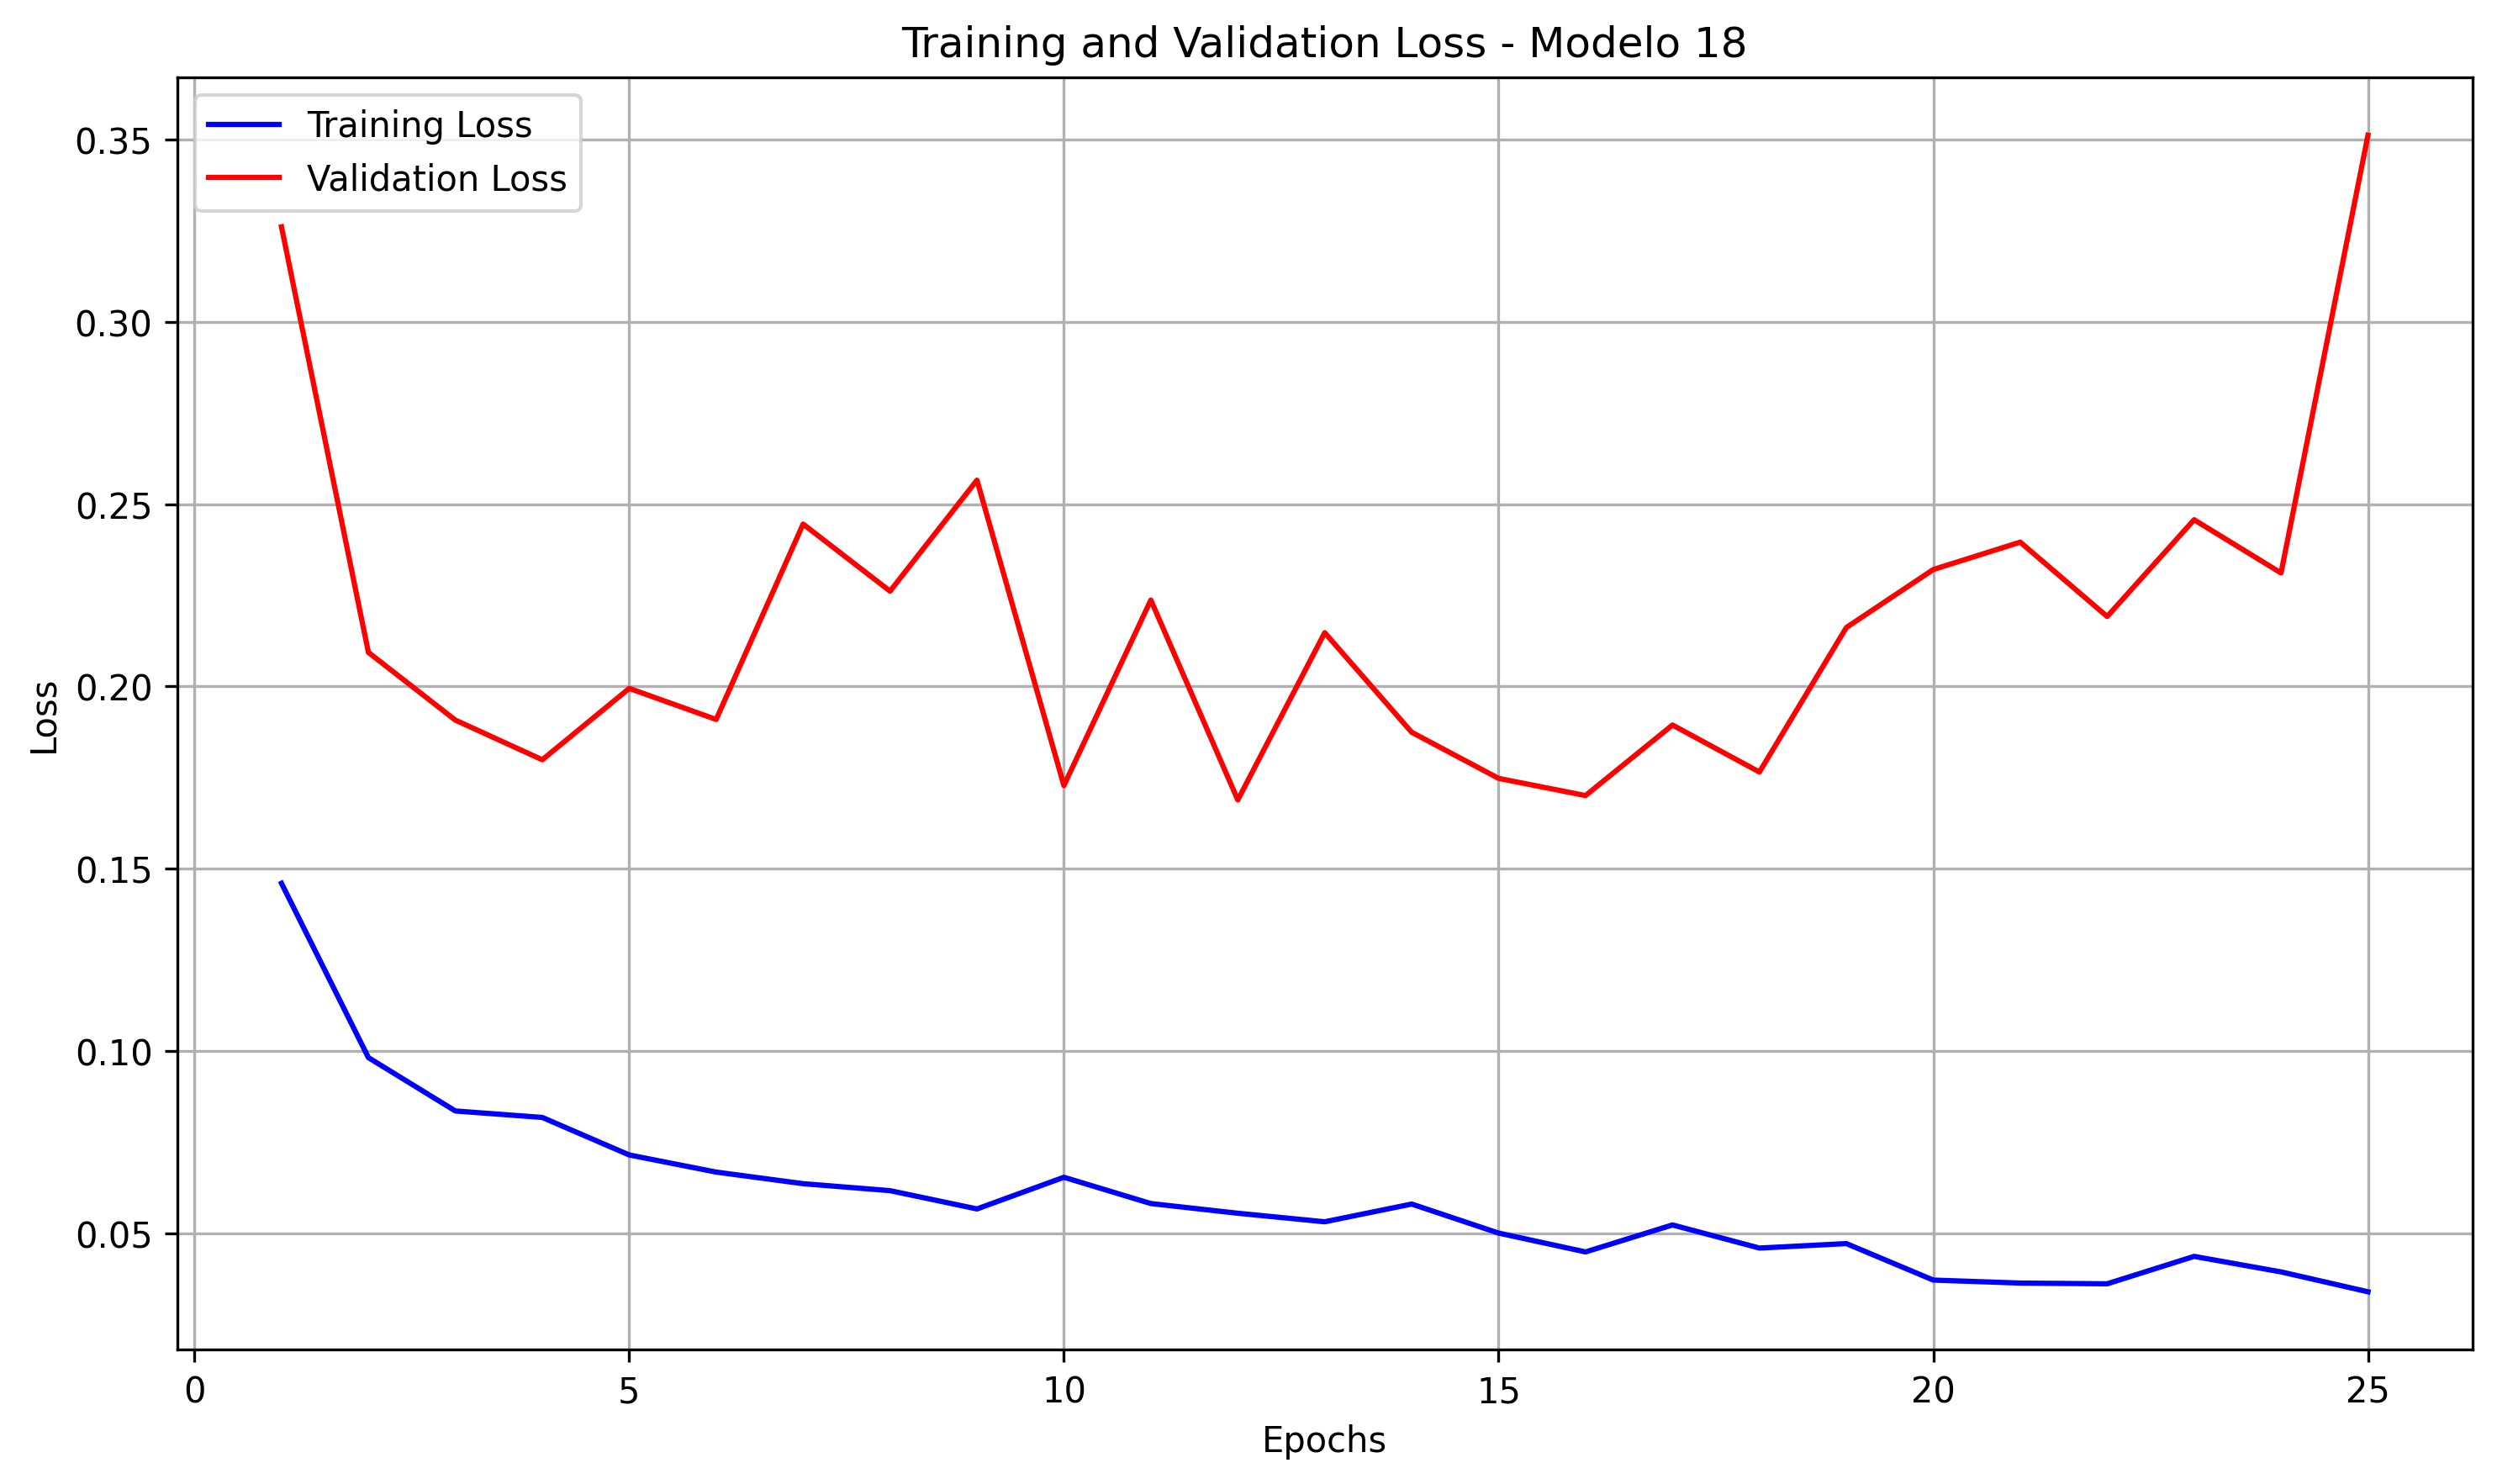 Training and Validation Loss - Modelo 18
Training Loss
Validation Loss
0.35
0.30
0.25
0.20
0.15
0.10
0.05
Loss
0 5 10 15 20 25
Epochs